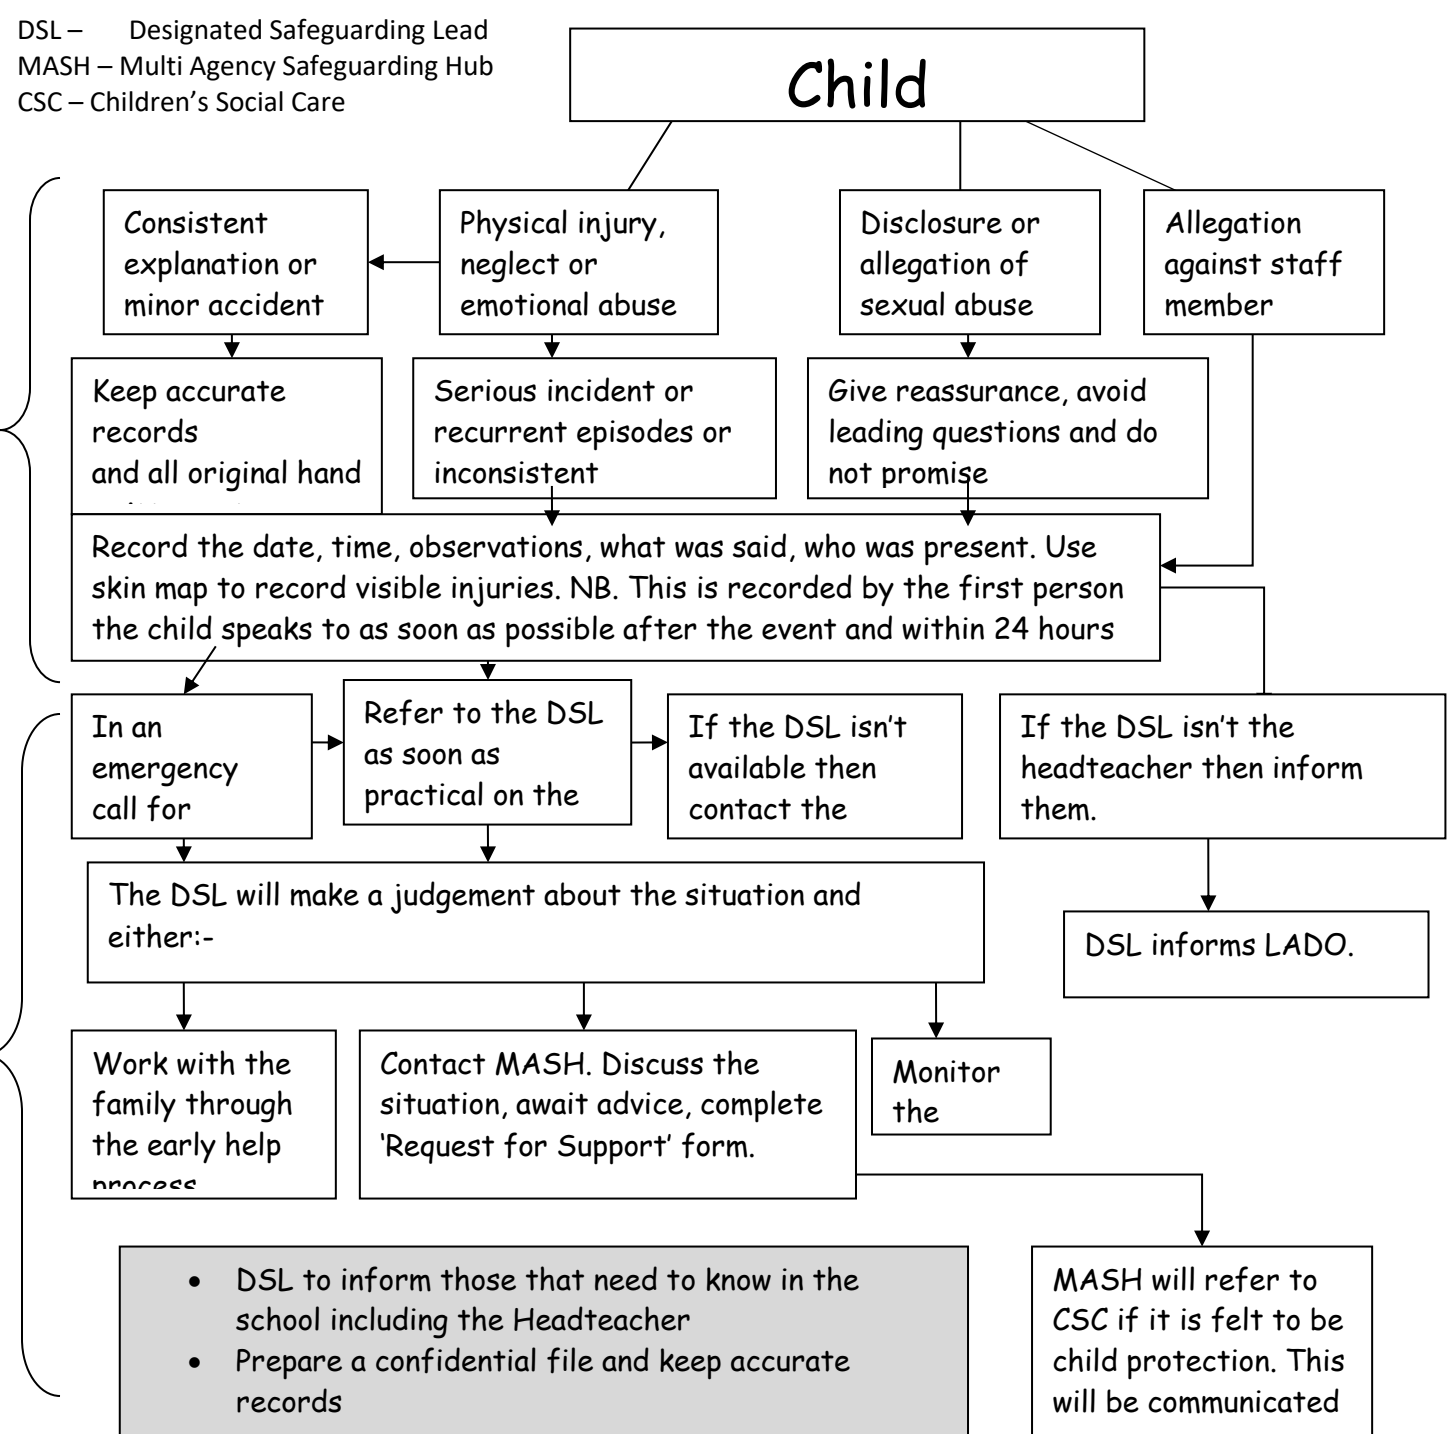 DSL – Designated Safeguarding Lead
MASH – Multi Agency Safeguarding Hub
CSC – Children's Social Care
Child
Consistent
explanation or
minor accident
Physical injury,
neglect or
emotional abuse
Disclosure or
allegation of
sexual abuse
Allegation
against staff
member
Keep accurate
records
and all original hand
Serious incident or
recurrent episodes or
inconsistent
Give reassurance, avoid
leading questions and do
not promise
Record the date, time, observations, what was said, who was present. Use
skin map to record visible injuries. NB. This is recorded by the first person
the child speaks to as soon as possible after the event and within 24 hours
In an
emergency
call for
Refer to the DSL
as soon as
practical on the
If the DSL isn't
available then
contact the
If the DSL isn't the
headteacher then inform
them.
The DSL will make a judgement about the situation and
either:-
DSL informs LADO.
Work with the
family through
the early help
process
Contact MASH. Discuss the
situation, await advice, complete
'Request for Support' form.
Monitor
the
• DSL to inform those that need to know in the
school including the Headteacher
• Prepare a confidential file and keep accurate
records
MASH will refer to
CSC if it is felt to be
child protection. This
will be communicated